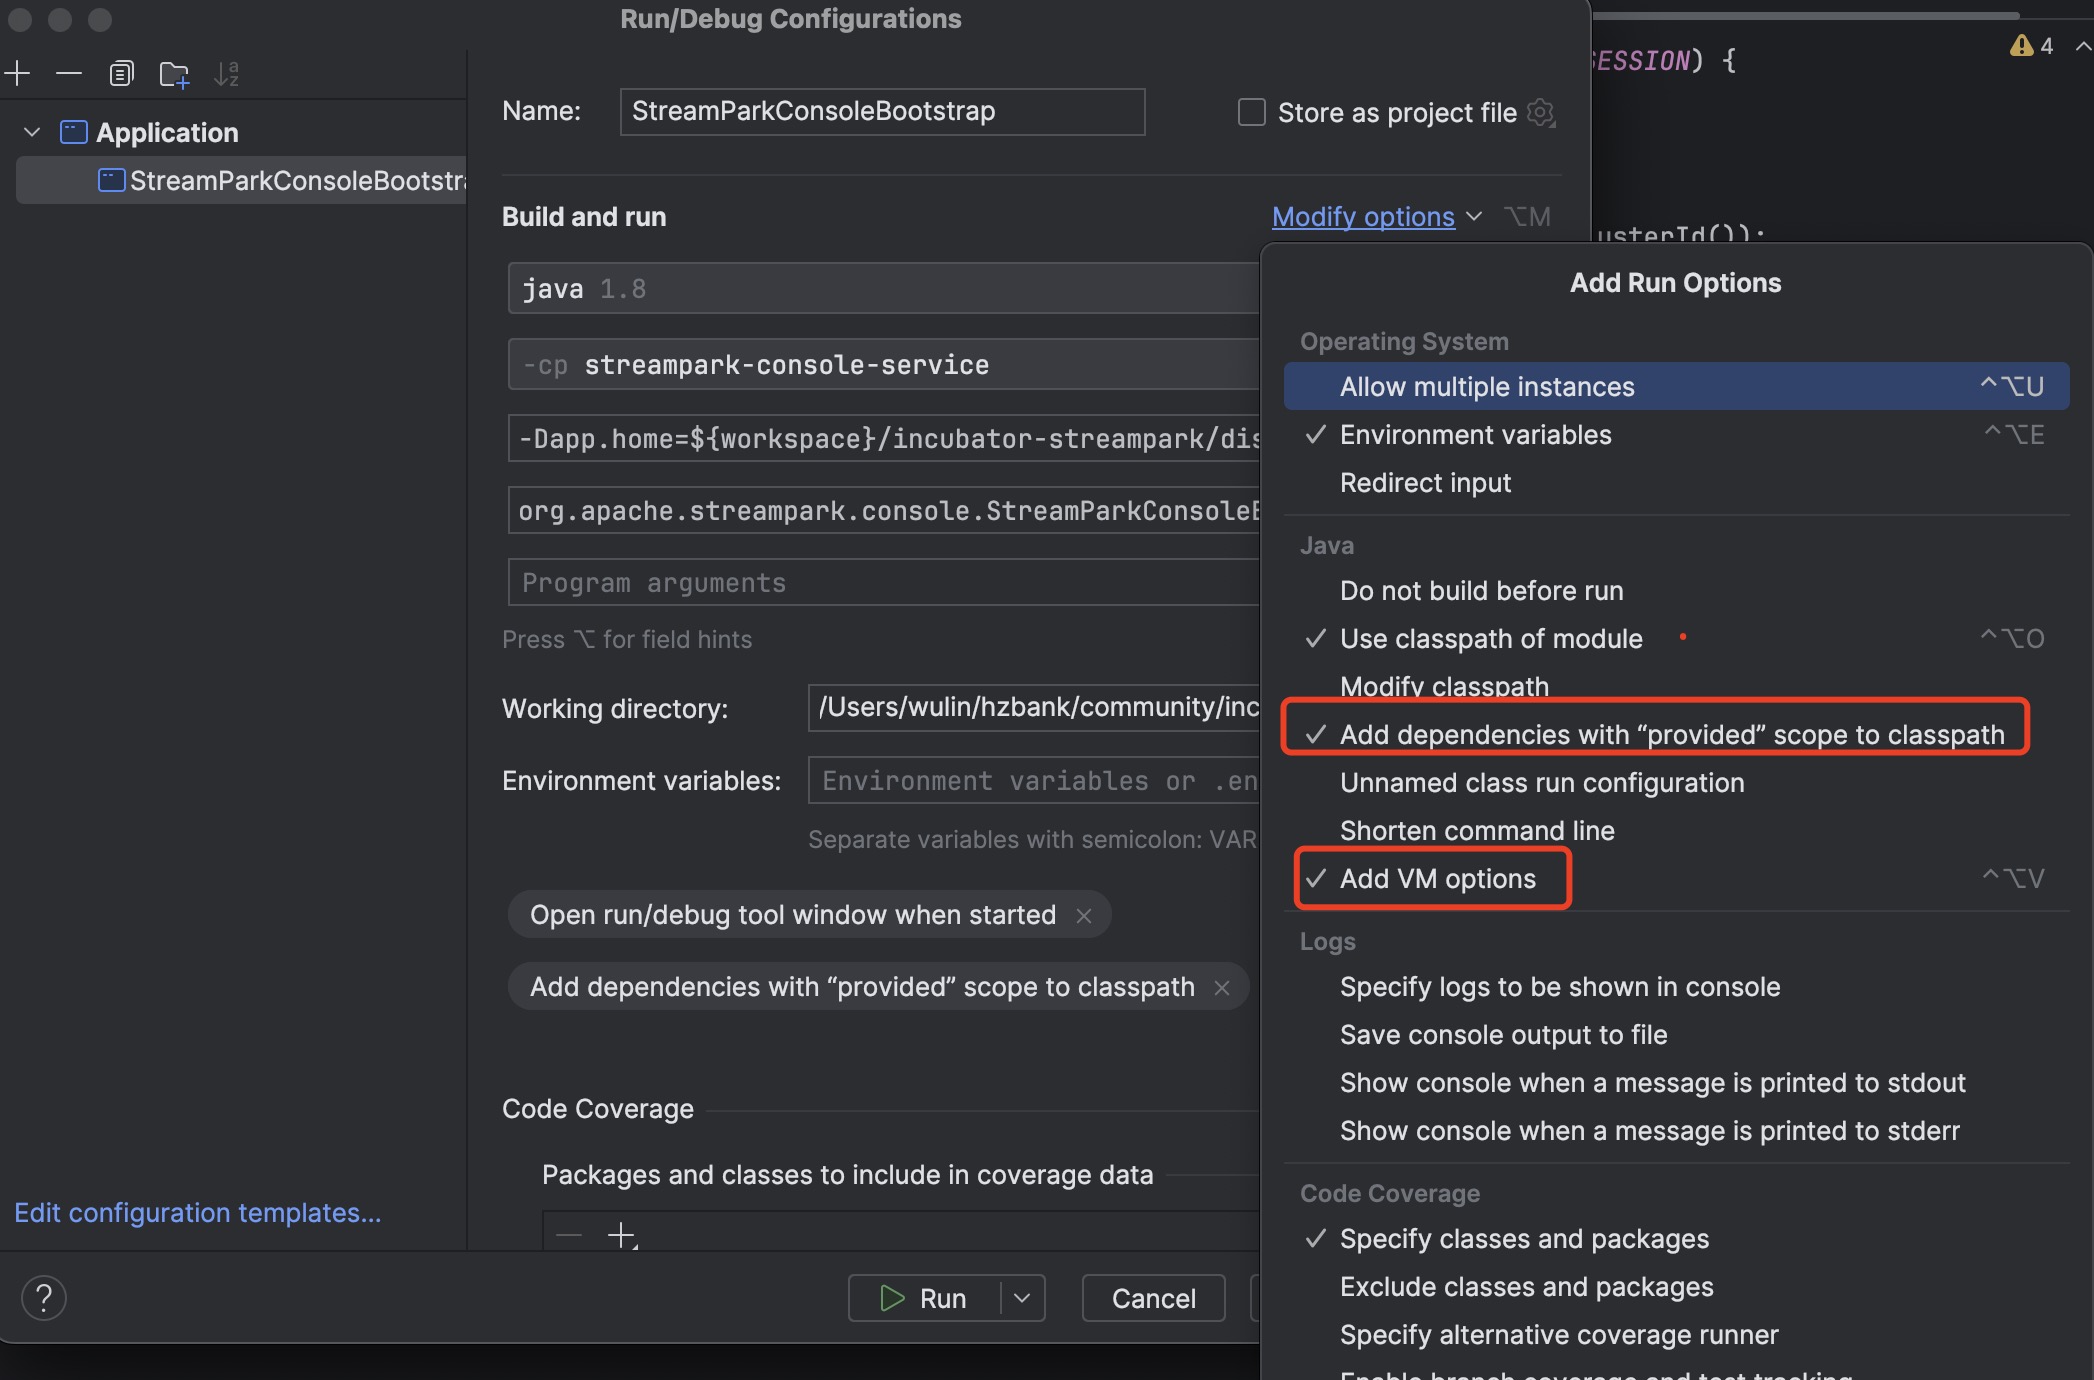 Run/Debug Configurations
Application
StreamParkConsoleBootstra
Edit configuration templates...
?
Name:
StreamParkConsoleBootstrap
Store as project file
Build and run
Modify options
⌥M
java 1.8
-cp streampark-console-service
-Dapp.home=${workspace}/incubator-streampark/dis
org.apache.streampark.console.StreamParkConsoleB
Program arguments
Press ⌥ for field hints
Working directory:
/Users/wulin/hzbank/community/inc
Environment variables:
Environment variables or .en
Separate variables with semicolon: VAR
Open run/debug tool window when started
Add dependencies with “provided” scope to classpath
Code Coverage
Packages and classes to include in coverage data
Run
Cancel
SESSION) {
4
usterId());
Add Run Options
Operating System
Allow multiple instances ^⌥U
Environment variables ^⌥E
Redirect input
Java
Do not build before run
Use classpath of module ^⌥O
Modify classpath
Add dependencies with “provided” scope to classpath
Unnamed class run configuration
Shorten command line
Add VM options ^⌥V
Logs
Specify logs to be shown in console
Save console output to file
Show console when a message is printed to stdout
Show console when a message is printed to stderr
Code Coverage
Specify classes and packages
Exclude classes and packages
Specify alternative coverage runner
Enable branch coverage and test tracking